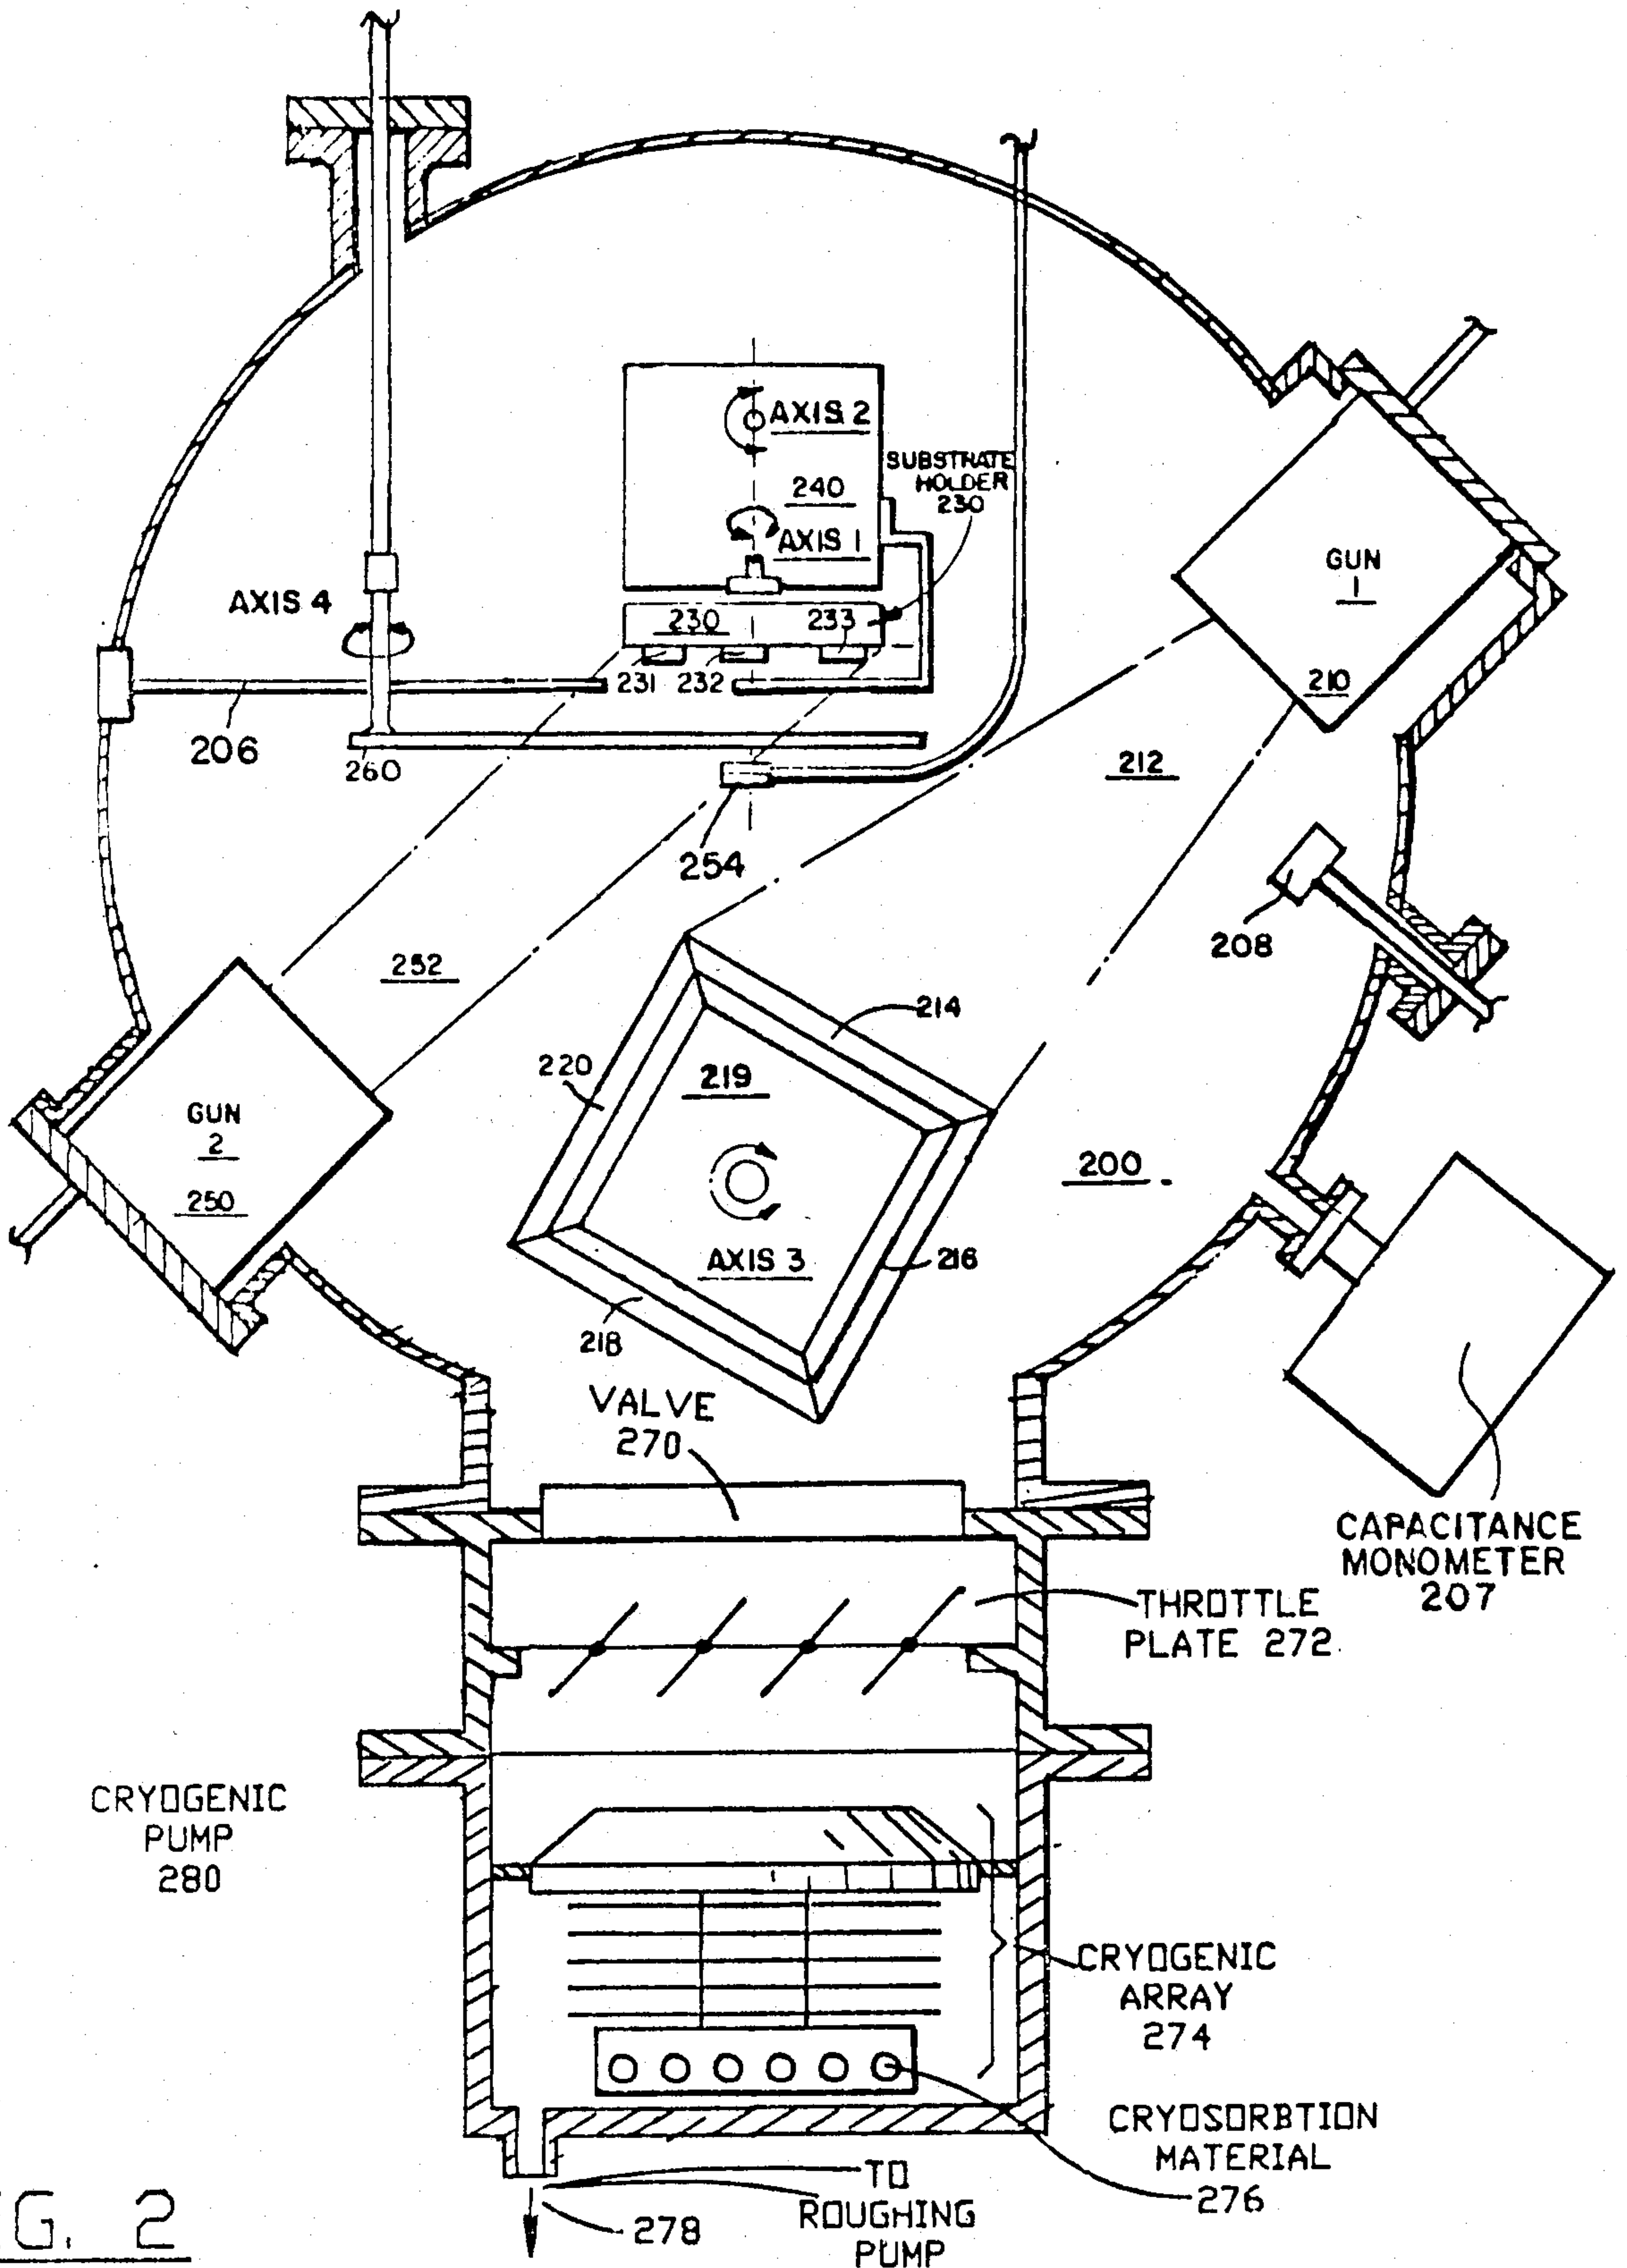 AXIS 2
SUBSTRATE
HOLDER
230
240
AXIS 1
GUN
1
210
AXIS 4
230
233
231
232
206
260
212
254
208
252
214
220
219
GUN
2
250
200
AXIS 3
216
218
VALVE
270
CAPACITANCE
MONOMETER
207
THROTTLE
PLATE 272
CRYOGENIC
PUMP
280
CRYOGENIC
ARRAY
274
CRYOSORBTION
MATERIAL
276
TO
ROUGHING
PUMP
278
G. 2